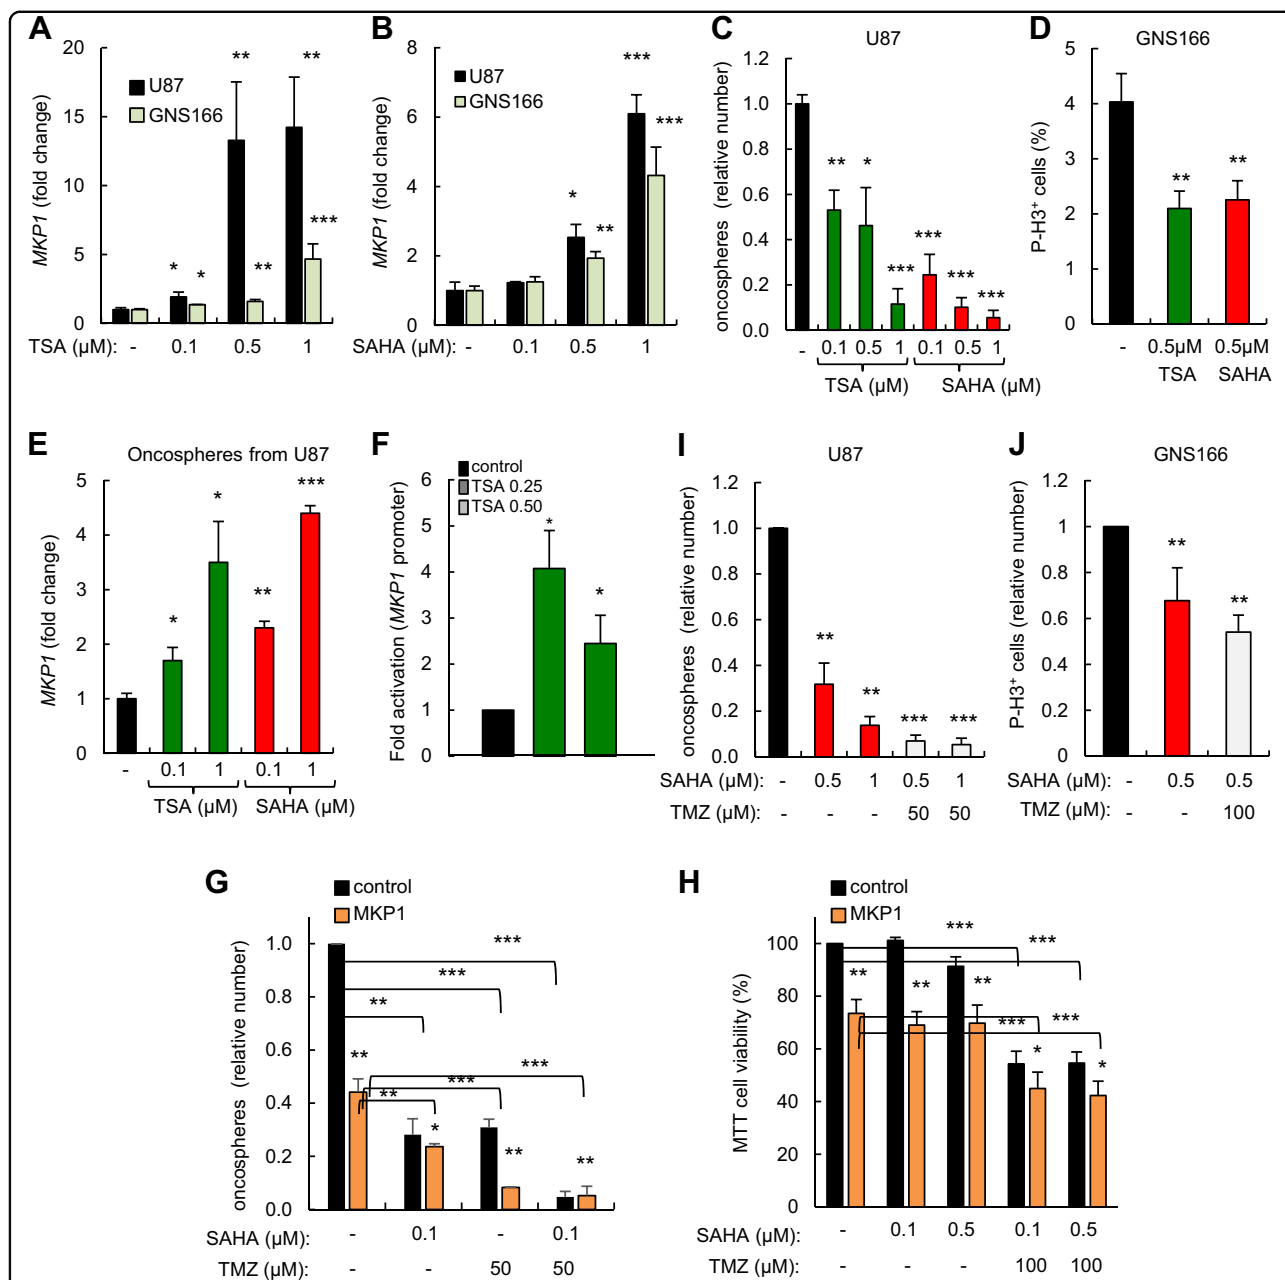 A
MKP1 (fold change)
20
15
10
5
0
U87
GNS166
** **
***
* * **
TSA (µM): - 0.1 0.5 1
B
MKP1 (fold change)
8
6
4
2
0
U87
GNS166
***
***
* **
SAHA (µM): - 0.1 0.5 1
C
U87
oncospheres (relative number)
1.2
1.0
0.8
0.6
0.4
0.2
0.0
** * *** *** *** ***
- 0.1 0.5 1 0.1 0.5 1
TSA (µM) SAHA (µM)
D
GNS166
P-H3+ cells (%)
5
4
3
2
1
0
** **
- 0.5µM 0.5µM
TSA SAHA
E
Oncospheres from U87
MKP1 (fold change)
5
4
3
2
1
0
* * ** ***
- 0.1 1 0.1 1
TSA (µM) SAHA (µM)
F
Fold activation (MKP1 promoter)
6
5
4
3
2
1
0
control
TSA 0.25
TSA 0.50
* *
I
U87
oncospheres (relative number)
1.2
1.0
0.8
0.6
0.4
0.2
0.0
** ** *** ***
SAHA (µM): - 0.5 1 0.5 1
TMZ (µM): - - - 50 50
J
GNS166
P-H3+ cells (relative number)
1.2
1
0.8
0.6
0.4
0.2
0
** **
SAHA (µM): - 0.5 0.5
TMZ (µM): - - 100
G
control
MKP1
oncospheres (relative number)
1.0
0.8
0.6
0.4
0.2
0.0
***
***
**
** *** ***
**
* ** **
SAHA (µM): - 0.1 - 0.1
TMZ (µM): - - 50 50
H
control
MKP1
MTT cell viability (%)
100
80
60
40
20
0
*** ***
** ** **
*** ***
* *
SAHA (µM): - 0.1 0.5 0.1 0.5
TMZ (µM): - - - 100 100